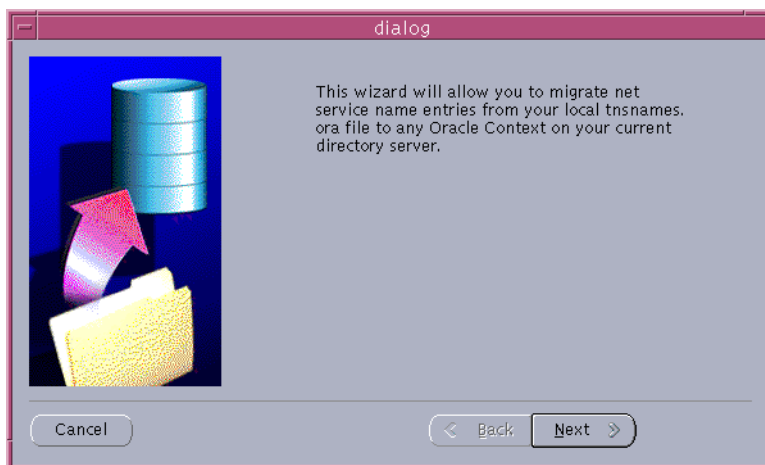 dialog
This wizard will allow you to migrate net
service name entries from your local tnsnames.
ora file to any Oracle Context on your current
directory server.
Cancel
Back
Next